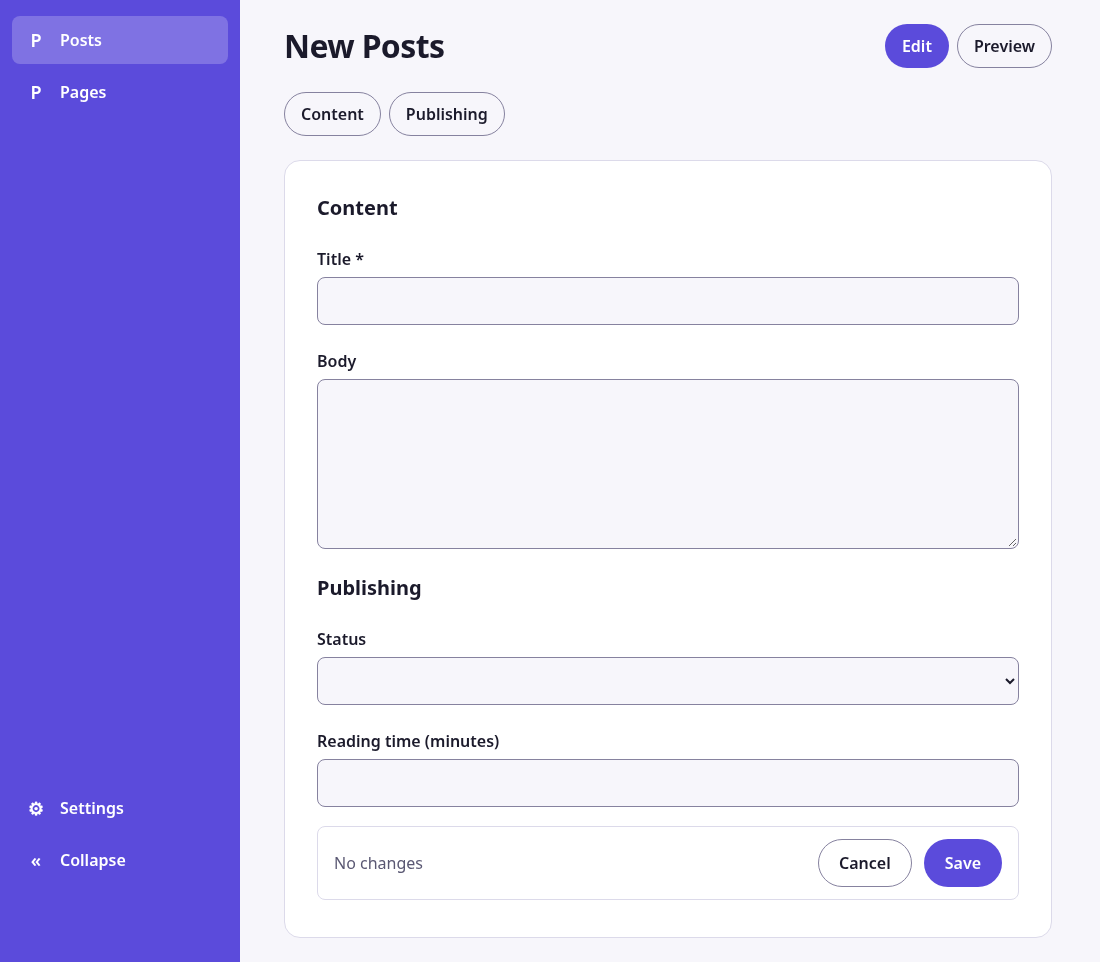 P Posts
P Pages
⚙ Settings
« Collapse
New Posts
Edit Preview
Content Publishing
Content
Title *
Body
Publishing
Status
Reading time (minutes)
No changes
Cancel Save